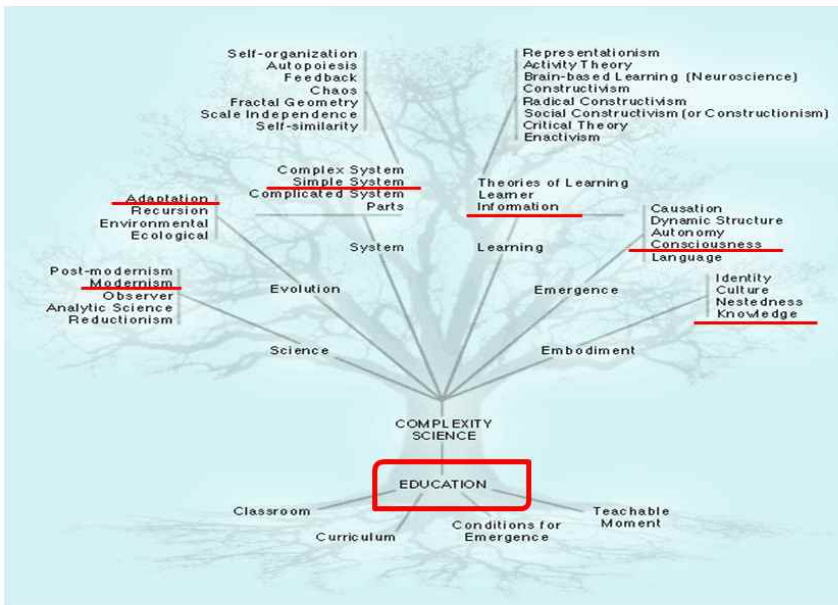 Self-organization
Autopoiesis
Feedback
Chaos
Fractal Geometry
Scale Independence
Self-similarity
Representationism
Activity Theory
Brain-based Learning (Neuroscience)
Constructivism
Radical Constructivism
Social Constructivism (or Constructionism)
Critical Theory
Enactivism
Complex System
Simple System
Complicated System
Parts
Theories of Learning
Learner
Information
Adaptation
Recursion
Environmental
Ecological
Causation
Dynamic Structure
Autonomy
Consciousness
Language
System
Learning
Post-modernism
Modernism
Observer
Analytic Science
Reductionism
Evolution
Emergence
Identity
Culture
Nestedness
Knowledge
Science
Embodiment
COMPLEXITY
SCIENCE
EDUCATION
Classroom
Curriculum
Conditions for
Emergence
Teachable
Moment